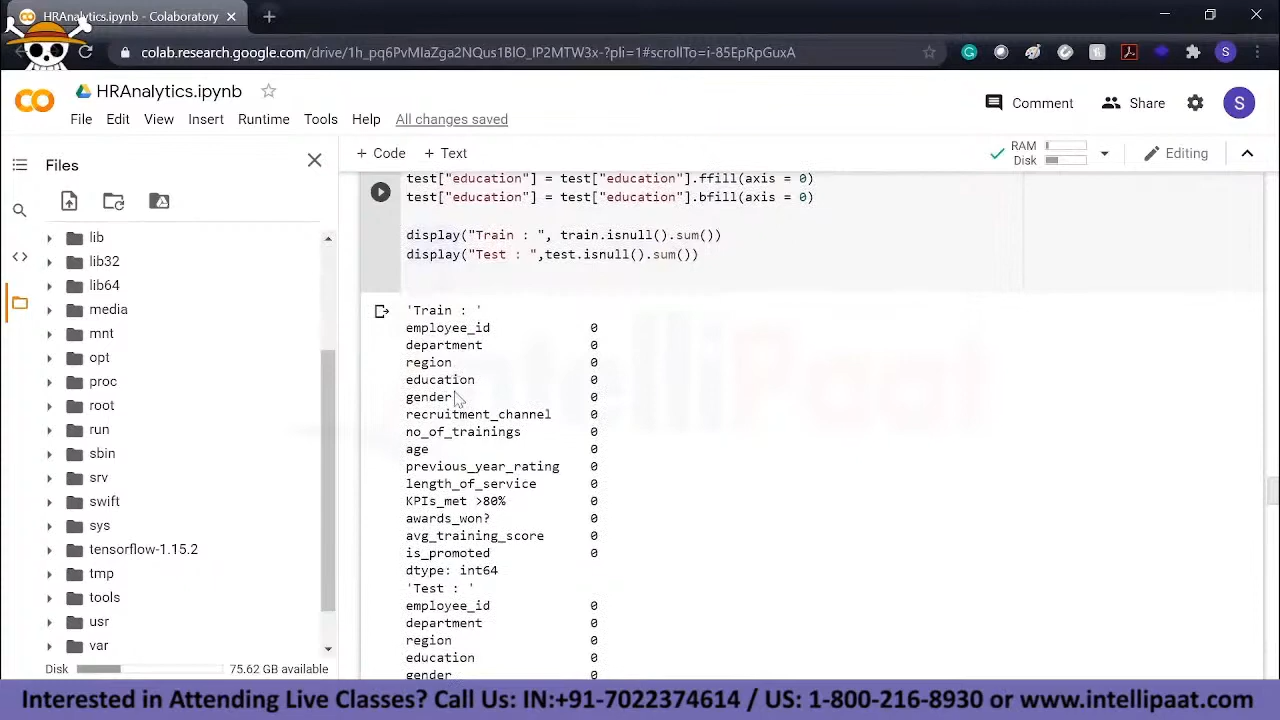 HRAnalytics.ipynb - Colaboratory
colab.research.google.com/drive/1h_pq6PvMIaZga2NQus1BIO_IP2MTW3x-?pli=1#scrollTo=i-85EphpGuxA
HRAnalytics.ipynb
Comment
Share
S
File Edit View Insert Runtime Tools Help All changes saved
Files
+ Code + Text
RAM
Disk
Editing
lib
lib32
lib64
media
mnt
opt
proc
root
run
sbin
srv
swift
sys
tensorflow-1.15.2
tmp
tools
usr
var
Disk 75.62 GB available
test["education"] = test["education"].ffill(axis = 0)
test["education"] = test["education"].bfill(axis = 0)
display("Train : ", train.isnull().sum())
display("Test : ",test.isnull().sum())
'Train : '
employee_id 0
department 0
region 0
education 0
gender 0
recruitment_channel 0
no_of_trainings 0
age 0
previous_year_rating 0
length_of_service 0
KPIs_met >80% 0
awards_won? 0
avg_training_score 0
is_promoted 0
dtype: int64
'Test : '
employee_id 0
department 0
region 0
education 0
gender 0
intelliPaat
Interested in Attending Live Classes? Call Us: IN:+91-7022374614 / US: 1-800-216-8930 or www.intellipaat.com